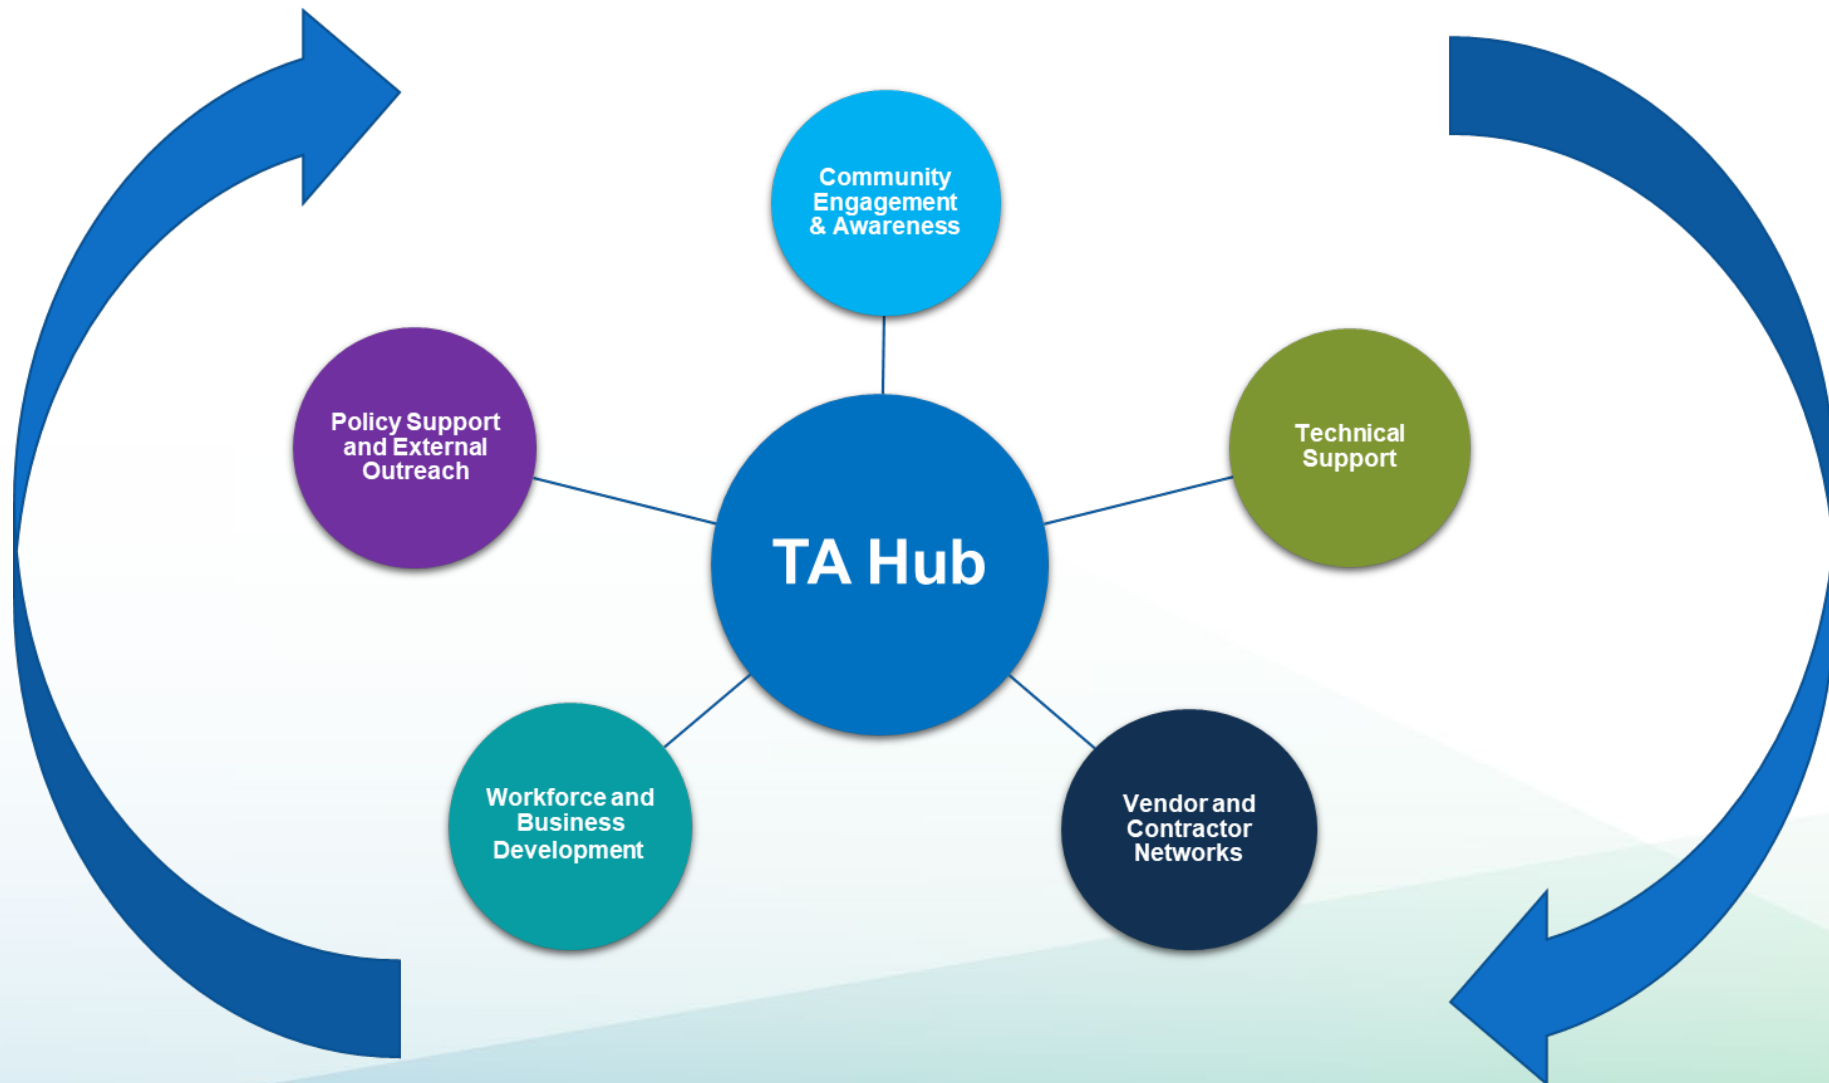 Community
Engagement
& Awareness
Policy Support
and External
Outreach
Technical
Support
TA Hub
Workforce and
Business
Development
Vendor and
Contractor
Networks